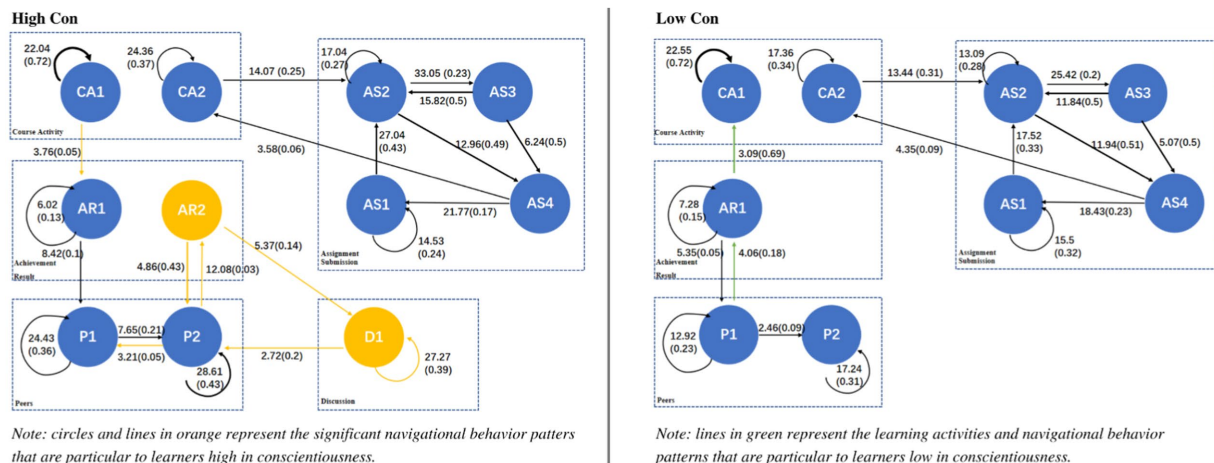 High Con
22.04
(0.72)
CA1
24.36
(0.37)
CA2
Course Activity
14.07 (0.25)
17.04
(0.27)
AS2
33.05 (0.23)
15.82(0.5)
AS3
6.24(0.5)
27.04
(0.43)
12.96(0.49)
3.58(0.06)
AS1
21.77(0.17)
AS4
14.53
(0.24)
Assignment
Submission
3.76(0.05)
6.02
(0.13)
AR1
AR2
8.42(0.1)
Achievement
Result
4.86(0.43)
12.08(0.03)
5.37(0.14)
24.43
(0.36)
P1
7.65(0.21)
3.21(0.05)
P2
28.61
(0.43)
Peers
2.72(0.2)
D1
27.27
(0.39)
Discussion
Note: circles and lines in orange represent the significant navigational behavior patters
that are particular to learners high in conscientiousness.
Low Con
22.55
(0.72)
CA1
17.36
(0.34)
CA2
Course Activity
13.44 (0.31)
13.09
(0.28)
AS2
25.42 (0.2)
11.84(0.5)
AS3
5.07(0.5)
17.52
(0.33)
11.94(0.51)
4.35(0.09)
AS1
18.43(0.23)
AS4
15.5
(0.32)
Assignment
Submission
3.09(0.69)
7.28
(0.15)
AR1
5.35(0.05)
4.06(0.18)
Achievement
Result
12.92
(0.23)
P1
2.46(0.09)
P2
17.24
(0.31)
Peers
Note: lines in green represent the learning activities and navigational behavior
patterns that are particular to learners low in conscientiousness.